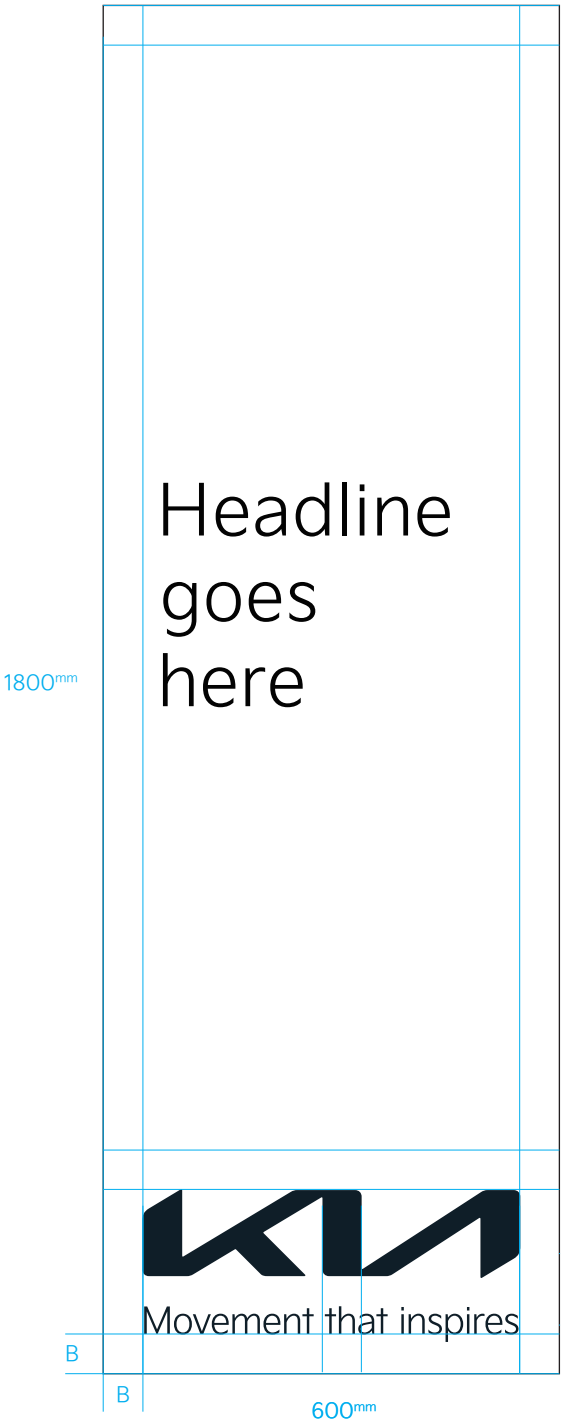 Headline
goes
here
1800mm
KIA
Movement that inspires
B
B
600mm